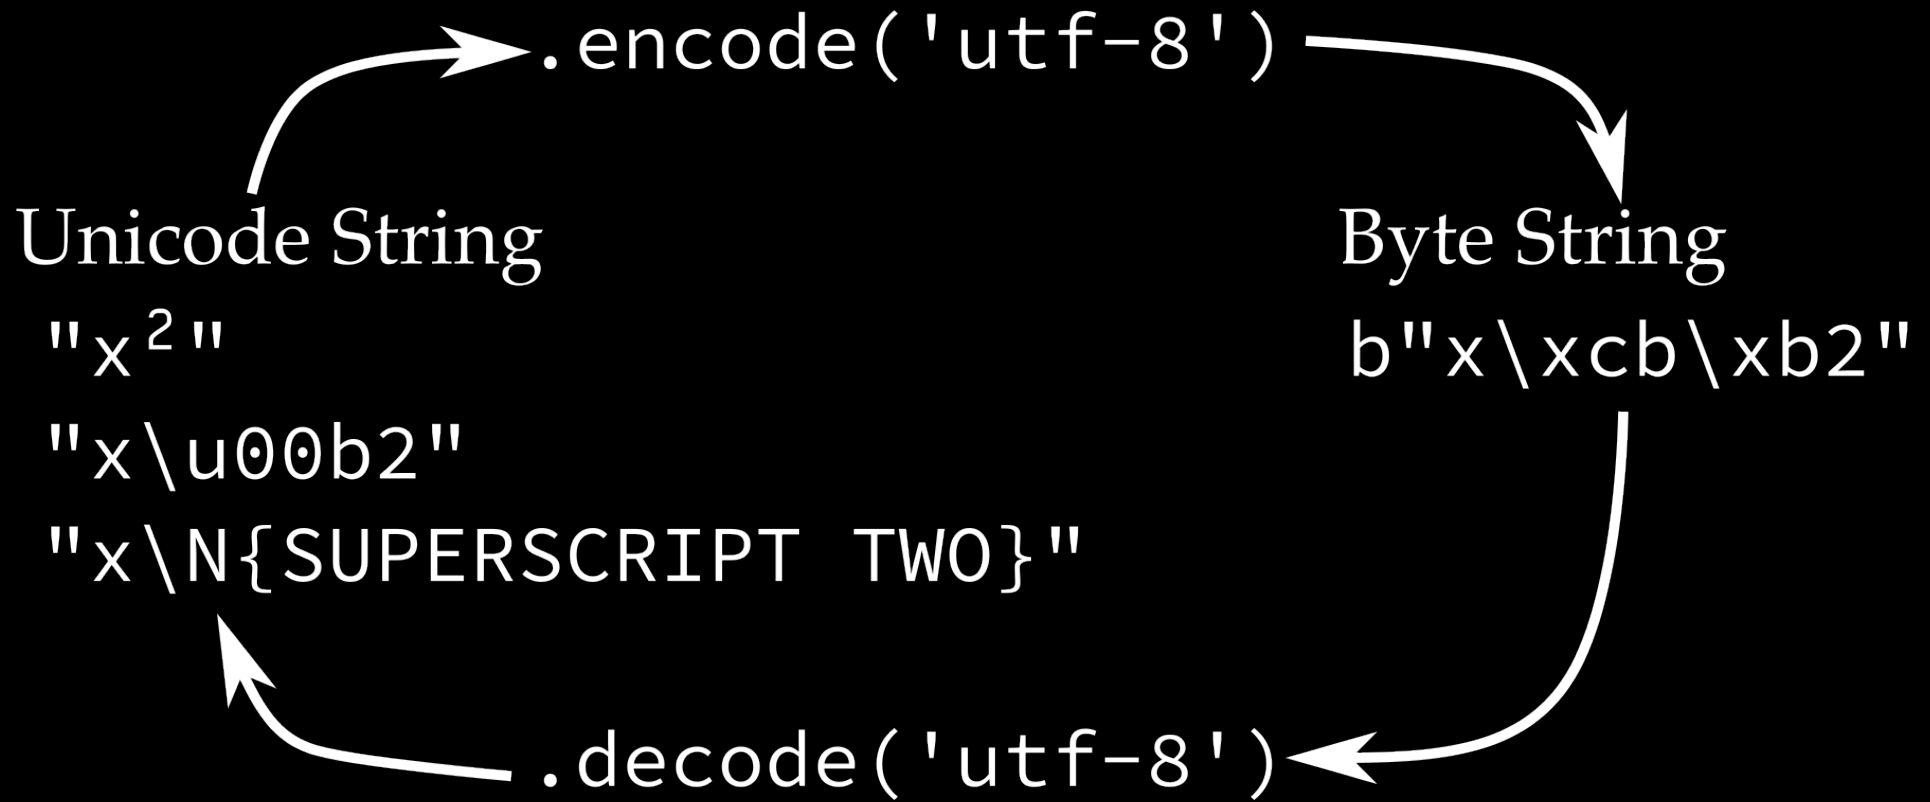 .encode('utf-8')
Unicode String
Byte String
"x²"
b"x\xcb\xb2"
"x\u00b2"
"x\N{SUPERSCRIPT TWO}"
.decode('utf-8')